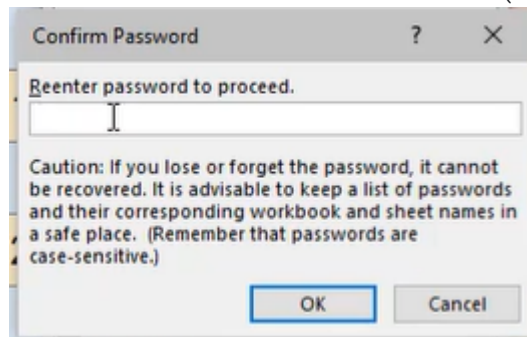 Confirm Password ? ×
Reenter password to proceed.
Caution: If you lose or forget the password, it cannot
be recovered. It is advisable to keep a list of passwords
and their corresponding workbook and sheet names in
a safe place. (Remember that passwords are
case-sensitive.)
OK Cancel